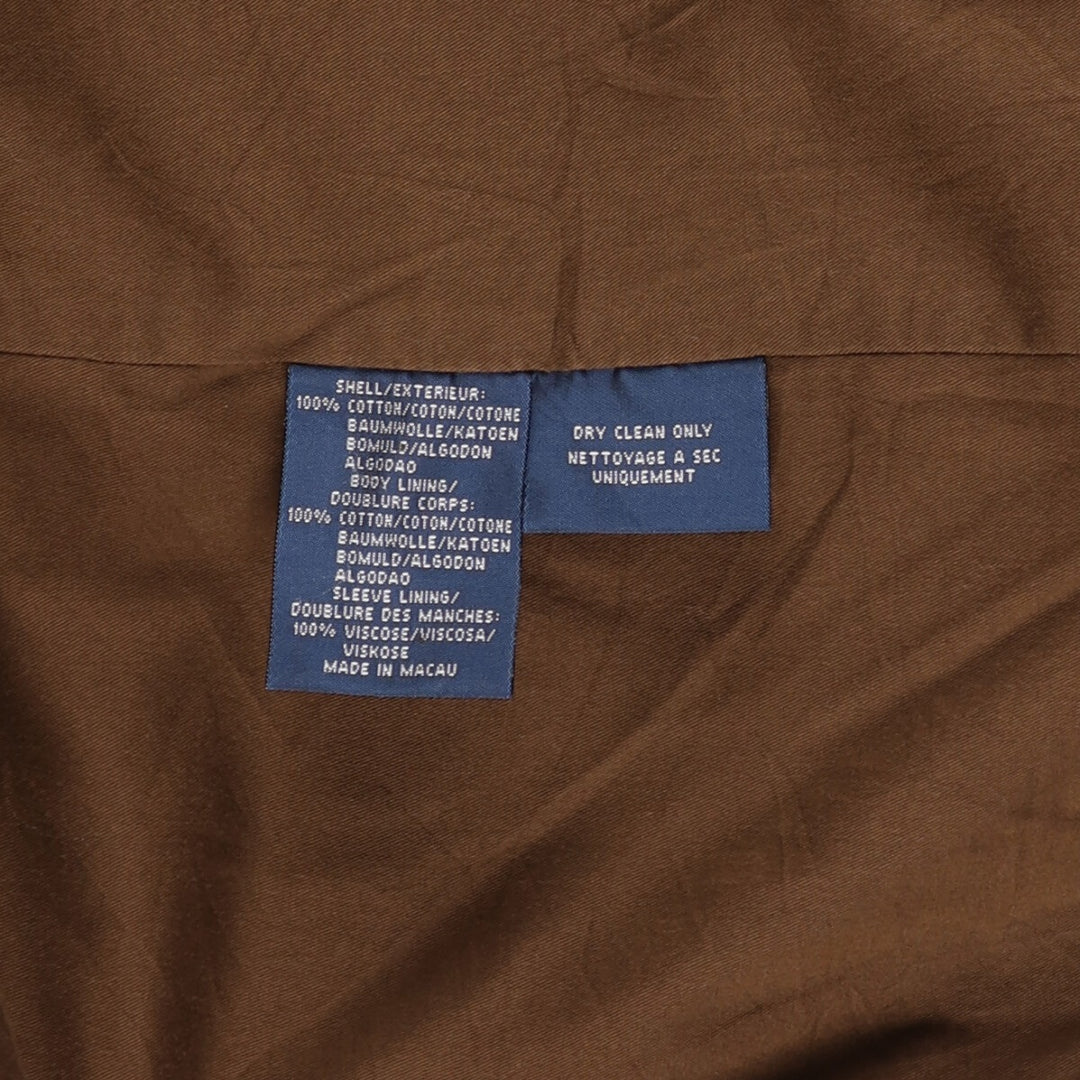 SHELL/EXTERIEUR:
100% COTTON/COTON/COTONE
BAUMWOLLE/KATOEN
BOMULD/ALGODON
ALGODAO
BODY LINING/
DOUBLURE CORPS:
100% COTTON/COTON/COTONE
BAUMWOLLE/KATOEN
BOMULD/ALGODON
ALGODAO
SLEEVE LINING/
DOUBLURE DES MANCHES:
100% VISCOSE/VISCOSA/
VISKOSE
MADE IN MACAU
DRY CLEAN ONLY
NETTOYAGE A SEC
UNIQUEMENT